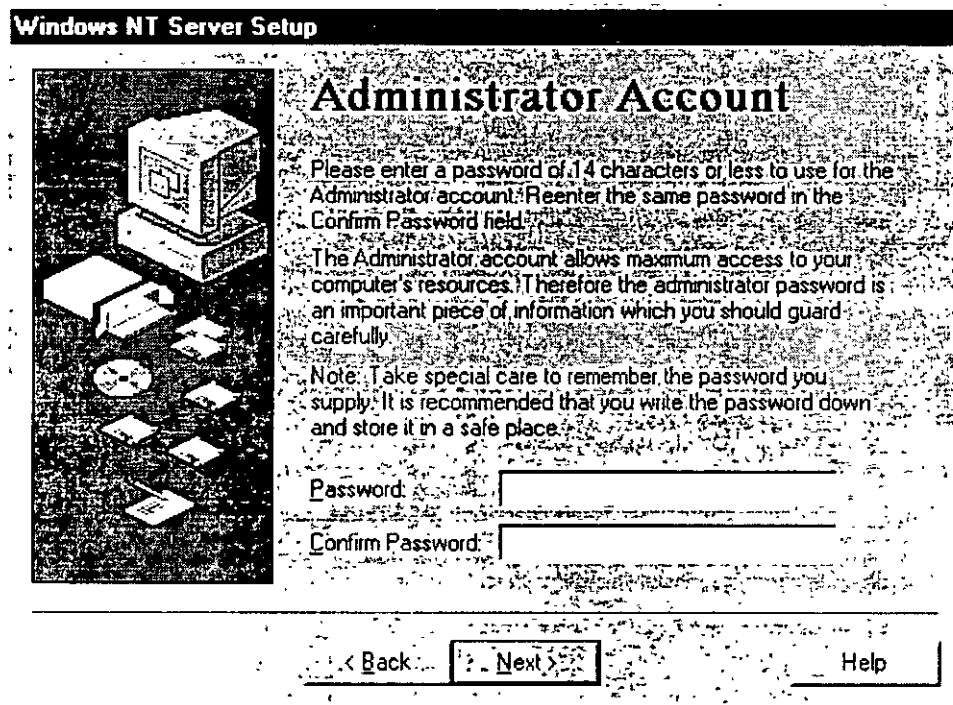 Windows NT Server Setup
Administrator Account
Please enter a password of 14 characters or less to use for the
Administrator account. Reenter the same password in the
Confirm Password field.
The Administrator account allows maximum access to your
computer's resources. Therefore the administrator password is
an important piece of information which you should guard
carefully.
Note: Take special care to remember the password you
supply. It is recommended that you write the password down
and store it in a safe place.
Password:
Confirm Password:
< Back
Next >
Help